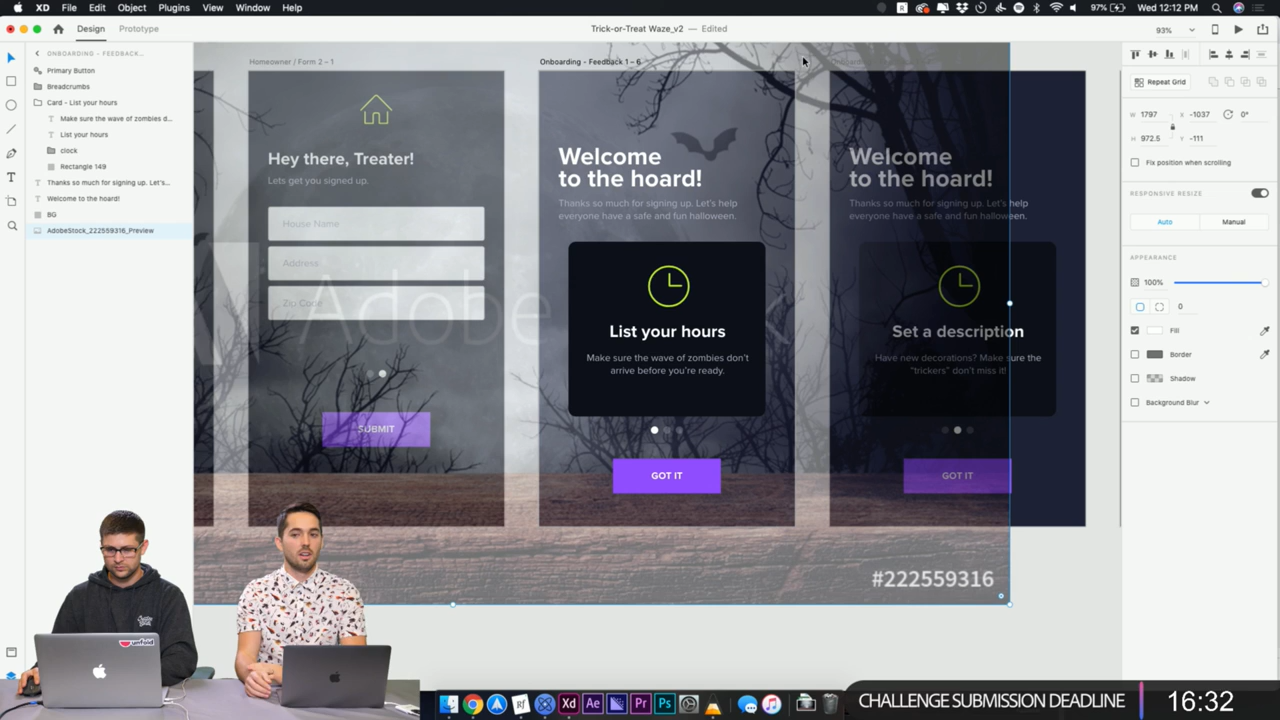 XD File Edit Object Plugins View Window Help
97% Wed 12:12 PM
Design Prototype
Trick-or-Treat Waze_v2 — Edited
93%
ONBOARDING - FEEDBACK...
Primary Button
Breadcrumbs
Card - List your hours
Make sure the wave of zombies d...
List your hours
clock
Rectangle 149
Thanks so much for signing up. Let's...
Welcome to the hoard!
BG
AdobeStock_222559316_Preview
Homeowner / Form 2 – 1
Hey there, Treater!
Lets get you signed up.
House Name
Address
Zip Code
SUBMIT
Adobe
Onboarding - Feedback 1 – 6
Welcome
to the hoard!
Thanks so much for signing up. Let's help
everyone have a safe and fun halloween.
List your hours
Make sure the wave of zombies don't
arrive before you're ready.
GOT IT
Welcome
to the hoard!
Thanks so much for signing up. Let's help
everyone have a safe and fun halloween.
Set a description
Have new decorations? Make sure the
"trickers" don't miss it!
GOT IT
#222559316
Repeat Grid
W 1797 X -1037 0°
H 972.5 Y -111
Fix position when scrolling
RESPONSIVE RESIZE
Auto Manual
APPEARANCE
100%
0
Fill
Border
Shadow
Background Blur
unfold
Xd Ae Pr Ps
CHALLENGE SUBMISSION DEADLINE 16:32